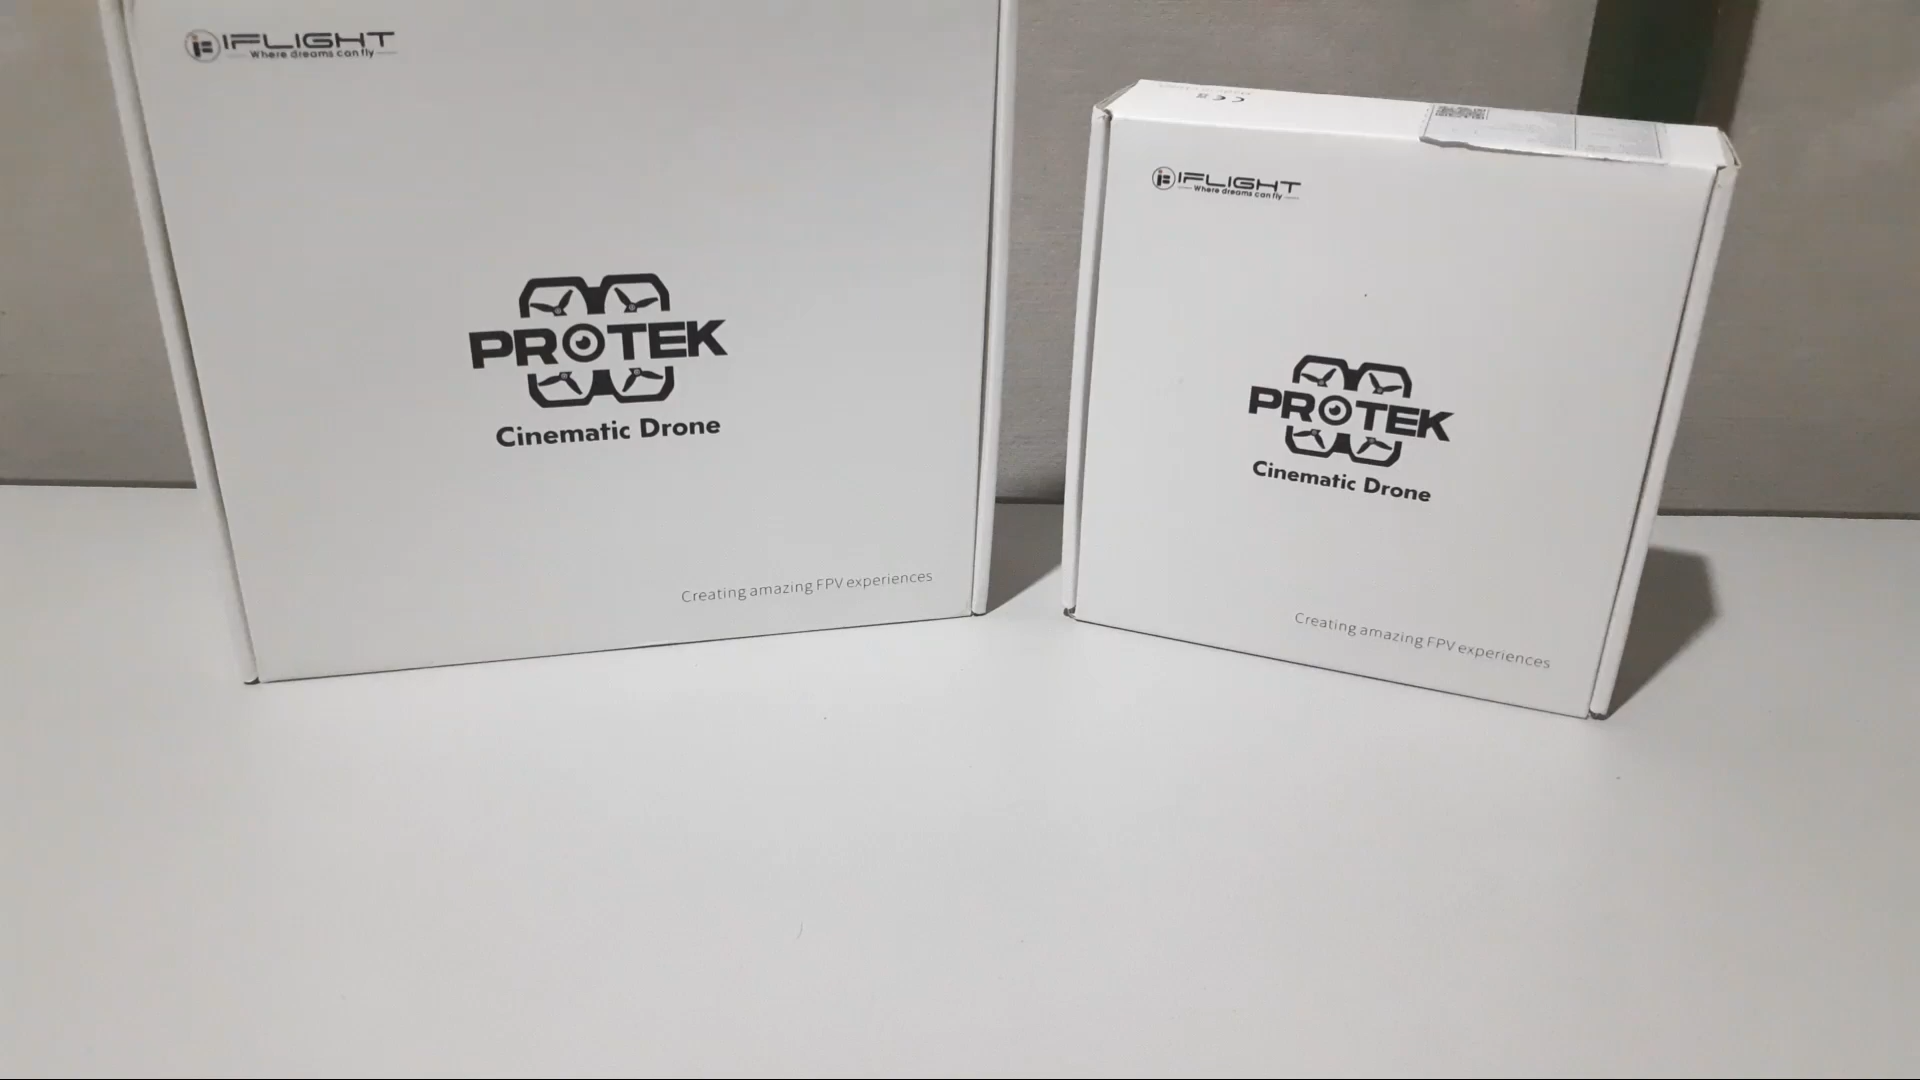 IFLIGHT
Where dreams can fly
PROTEK
Cinematic Drone
Creating amazing FPV experiences
IFLIGHT
Where dreams can fly
PROTEK
Cinematic Drone
Creating amazing FPV experiences